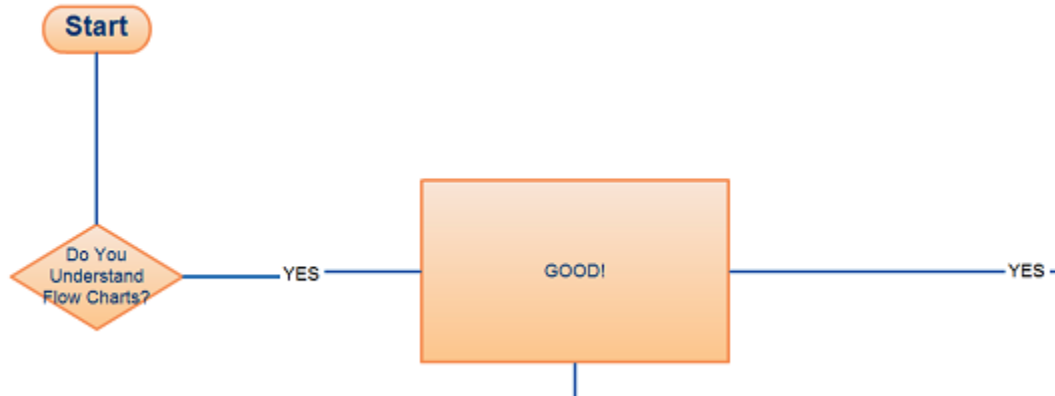 Start
Do You
Understand
Flow Charts?
YES
GOOD!
YES